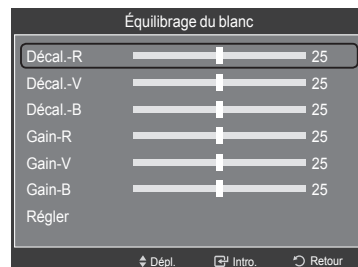 Équilibrage du blanc
Décal.-R 25
Décal.-V 25
Décal.-B 25
Gain-R 25
Gain-V 25
Gain-B 25
Régler
Dépl. Intro. Retour